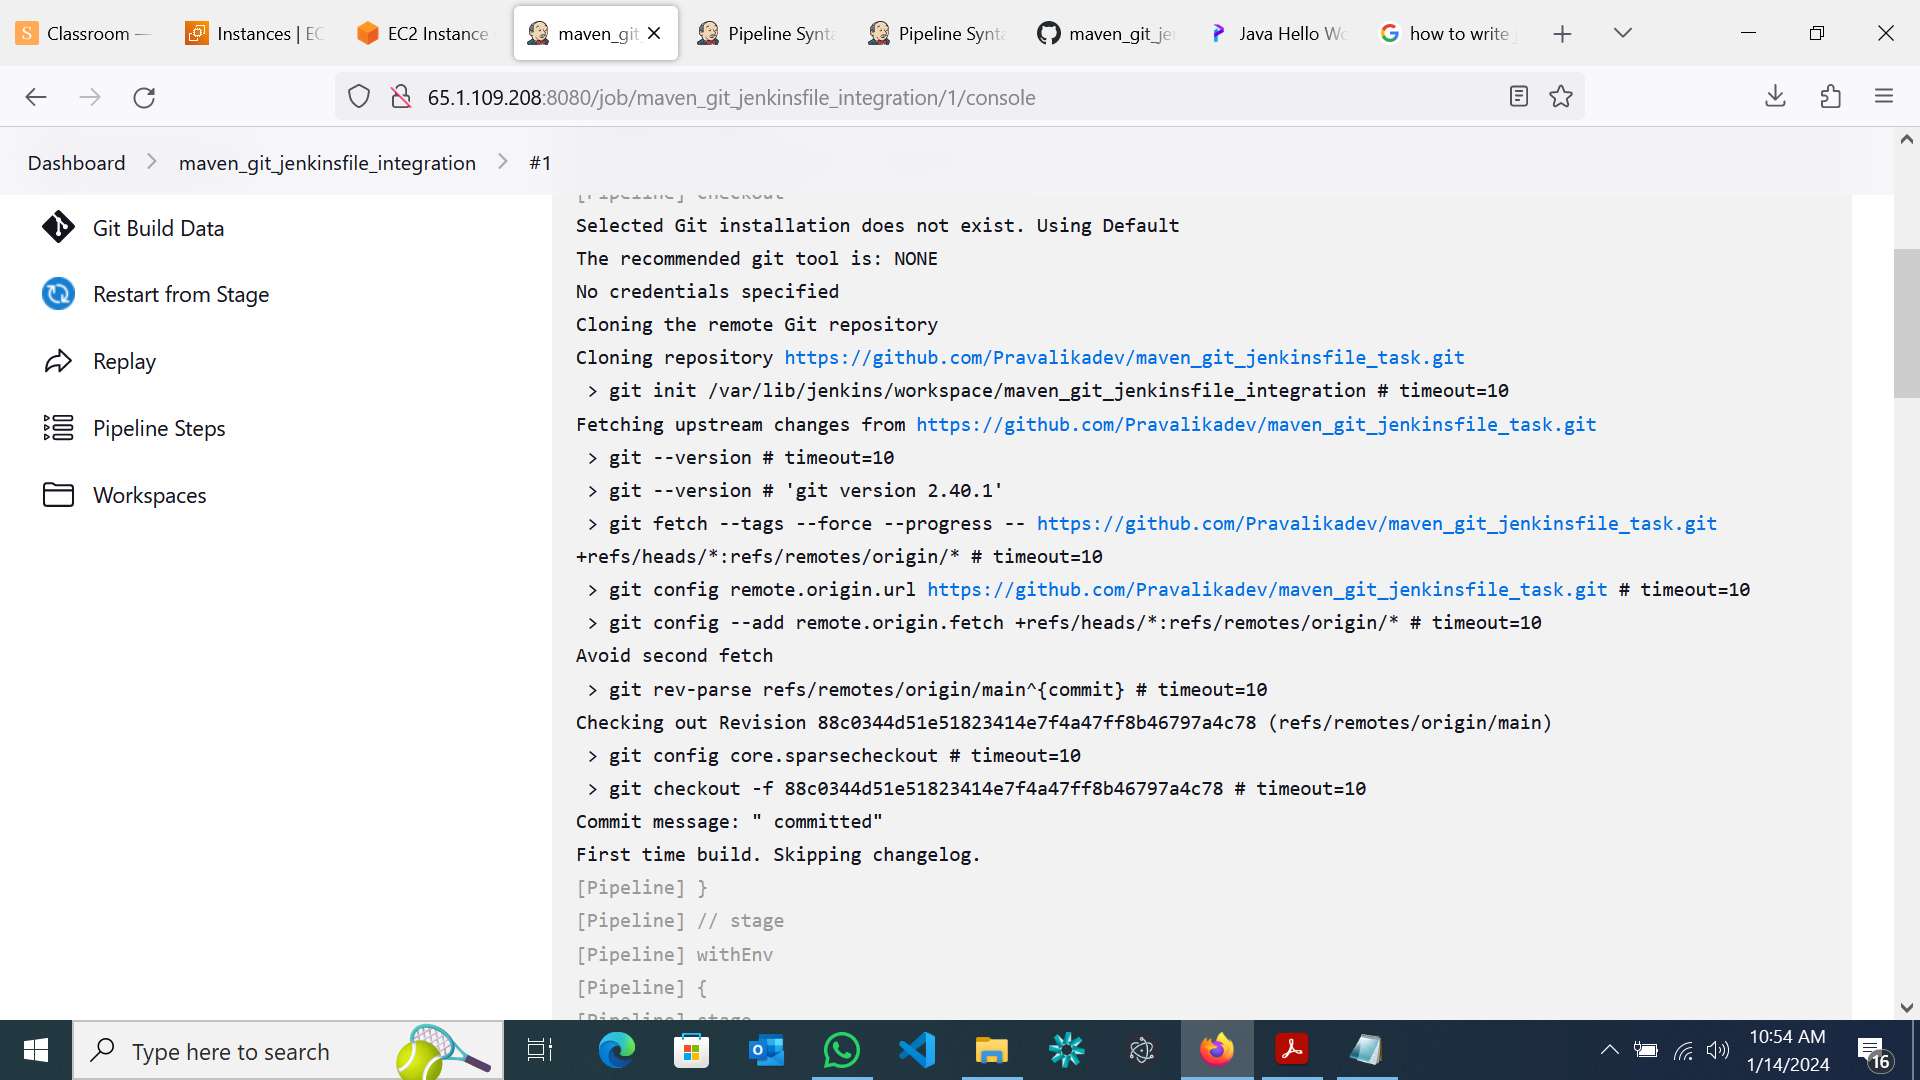 Classroom —
Instances | EC
EC2 Instance
maven_git_
Pipeline Synta
Pipeline Synta
maven_git_jen
Java Hello Wo
how to write j
65.1.109.208:8080/job/maven_git_jenkinsfile_integration/1/console
Dashboard
maven_git_jenkinsfile_integration
#1
Git Build Data
Restart from Stage
Replay
Pipeline Steps
Workspaces
[Pipeline] checkout
Selected Git installation does not exist. Using Default
The recommended git tool is: NONE
No credentials specified
Cloning the remote Git repository
Cloning repository https://github.com/Pravalikadev/maven_git_jenkinsfile_task.git
> git init /var/lib/jenkins/workspace/maven_git_jenkinsfile_integration # timeout=10
Fetching upstream changes from https://github.com/Pravalikadev/maven_git_jenkinsfile_task.git
> git --version # timeout=10
> git --version # 'git version 2.40.1'
> git fetch --tags --force --progress -- https://github.com/Pravalikadev/maven_git_jenkinsfile_task.git
+refs/heads/*:refs/remotes/origin/* # timeout=10
> git config remote.origin.url https://github.com/Pravalikadev/maven_git_jenkinsfile_task.git # timeout=10
> git config --add remote.origin.fetch +refs/heads/*:refs/remotes/origin/* # timeout=10
Avoid second fetch
> git rev-parse refs/remotes/origin/main^{commit} # timeout=10
Checking out Revision 88c0344d51e51823414e7f4a47ff8b46797a4c78 (refs/remotes/origin/main)
> git config core.sparsecheckout # timeout=10
> git checkout -f 88c0344d51e51823414e7f4a47ff8b46797a4c78 # timeout=10
Commit message: " committed"
First time build. Skipping changelog.
[Pipeline] }
[Pipeline] // stage
[Pipeline] withEnv
[Pipeline] {
[Pipeline] stage
Type here to search
10:54 AM
1/14/2024
16